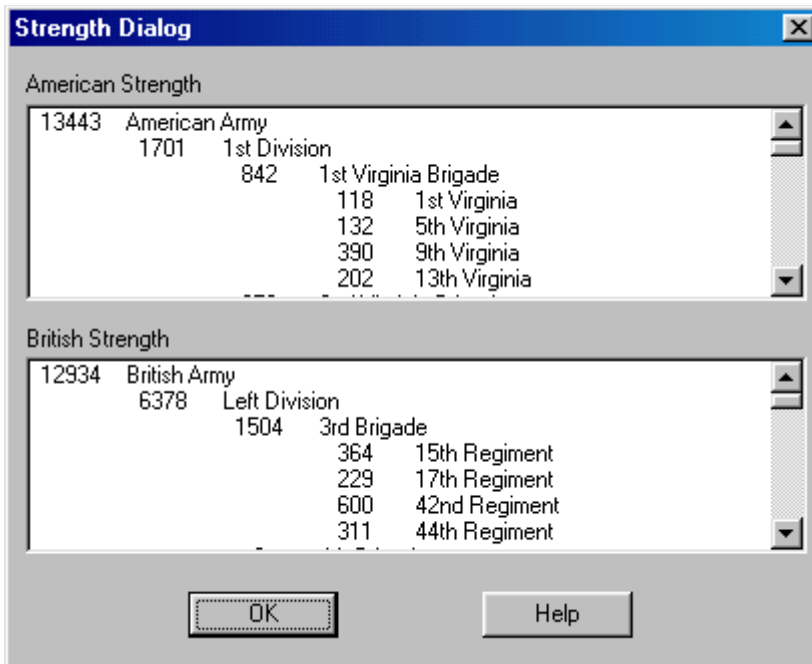 Strength Dialog
American Strength
13443 American Army
1701 1st Division
842 1st Virginia Brigade
118 1st Virginia
132 5th Virginia
390 9th Virginia
202 13th Virginia
British Strength
12934 British Army
6378 Left Division
1504 3rd Brigade
364 15th Regiment
229 17th Regiment
600 42nd Regiment
311 44th Regiment
OK Help